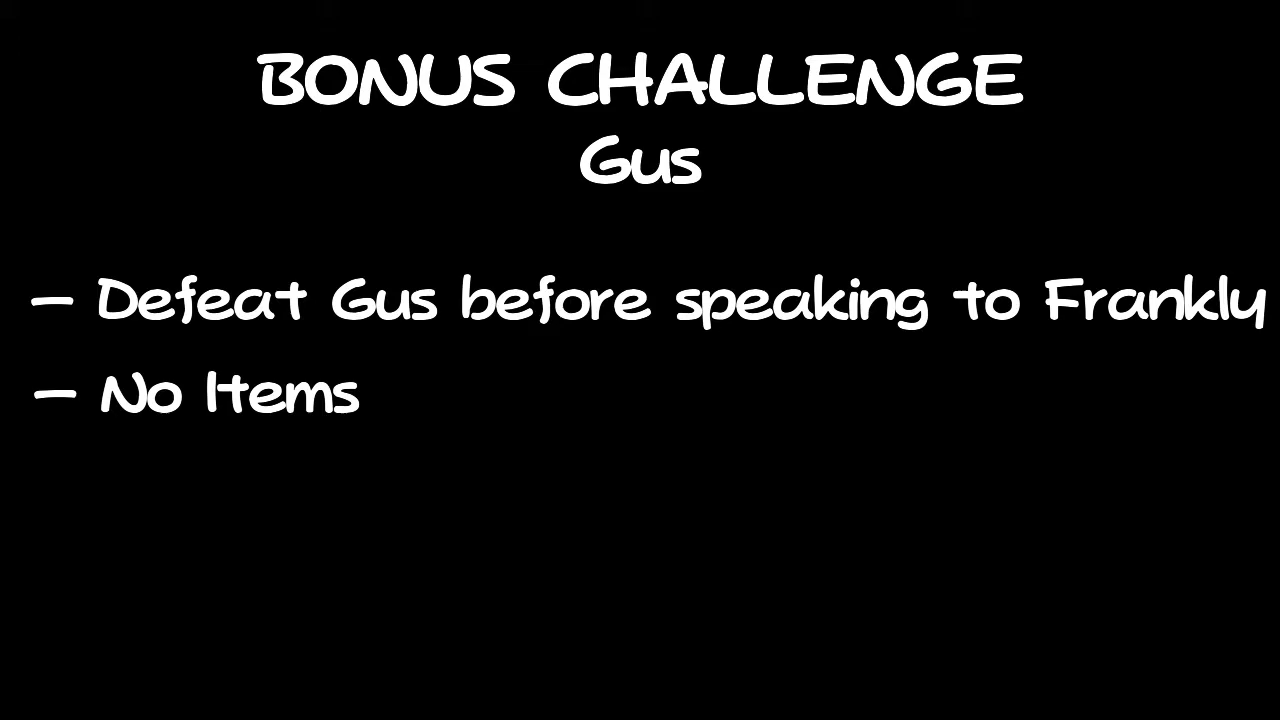 BONUS CHALLENGE
Gus
- Defeat Gus before speaking to Frankly
- No Items